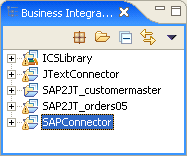 Business Integra...
ICSLibrary
JTextConnector
SAP2JT_customermaster
SAP2JT_orders05
SAPConnector